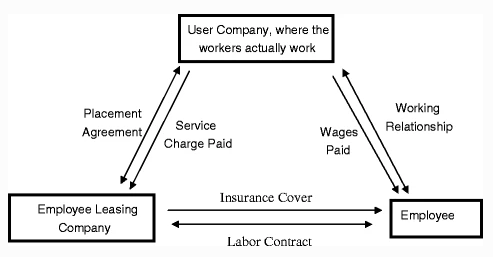 User Company, where the
workers actually work
Placement
Agreement
Service
Charge Paid
Wages
Paid
Working
Relationship
Insurance Cover
Employee Leasing
Company
Employee
Labor Contract